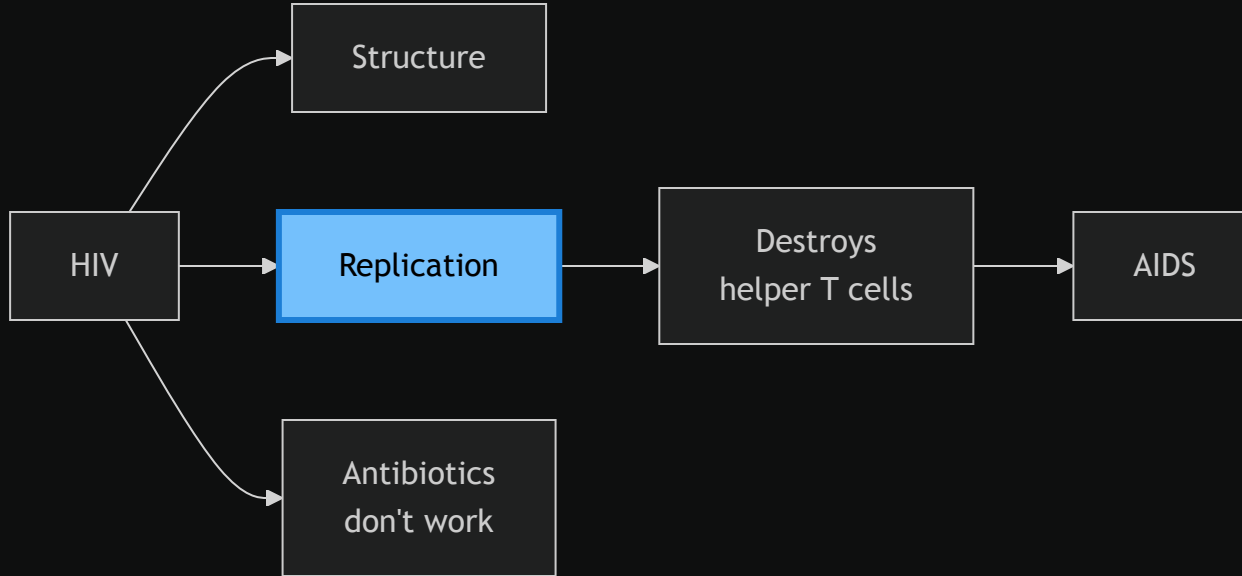 Structure
HIV
Replication
Destroys
helper T cells
AIDS
Antibiotics
don't work